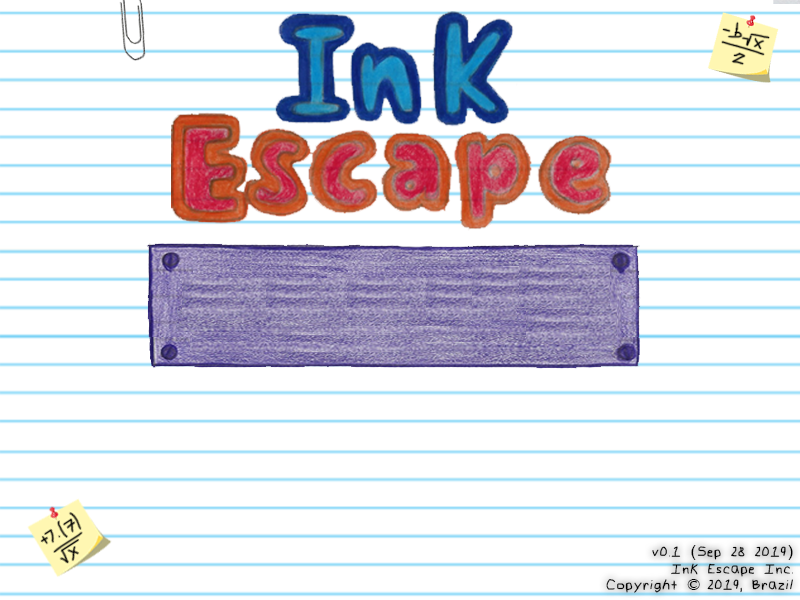 Ink
Escape
-b√x
2
+7.(7)
√x
v0.1 (Sep 28 2019)
Ink Escape Inc.
Copyright © 2019, Brazil